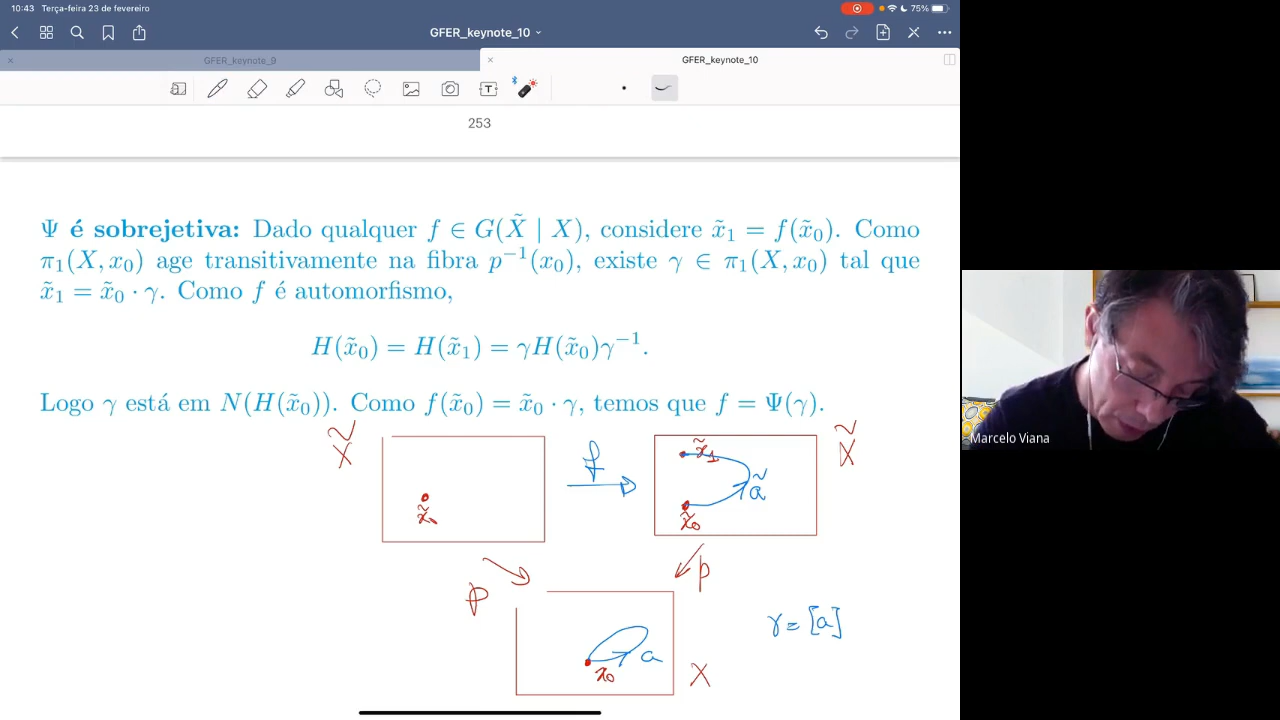 10:43 Terça-feira 23 de fevereiro
75%
GFER_keynote_10
GFER_keynote_9
GFER_keynote_10
T
253
Ψ é sobrejetiva: Dado qualquer f ∈ G(X̃ | X), considere x̃₁ = f(x̃₀). Como
π₁(X, x₀) age transitivamente na fibra p⁻¹(x₀), existe γ ∈ π₁(X, x₀) tal que
x̃₁ = x̃₀ · γ. Como f é automorfismo,
H(x̃₀) = H(x̃₁) = γH(x̃₀)γ⁻¹.
Logo γ está em N(H(x̃₀)). Como f(x̃₀) = x̃₀ · γ, temos que f = Ψ(γ).
X̃
f
x̃₁
X̃
ã
x̃₀
p
p
γ = [a]
a
x₀
X
Marcelo Viana